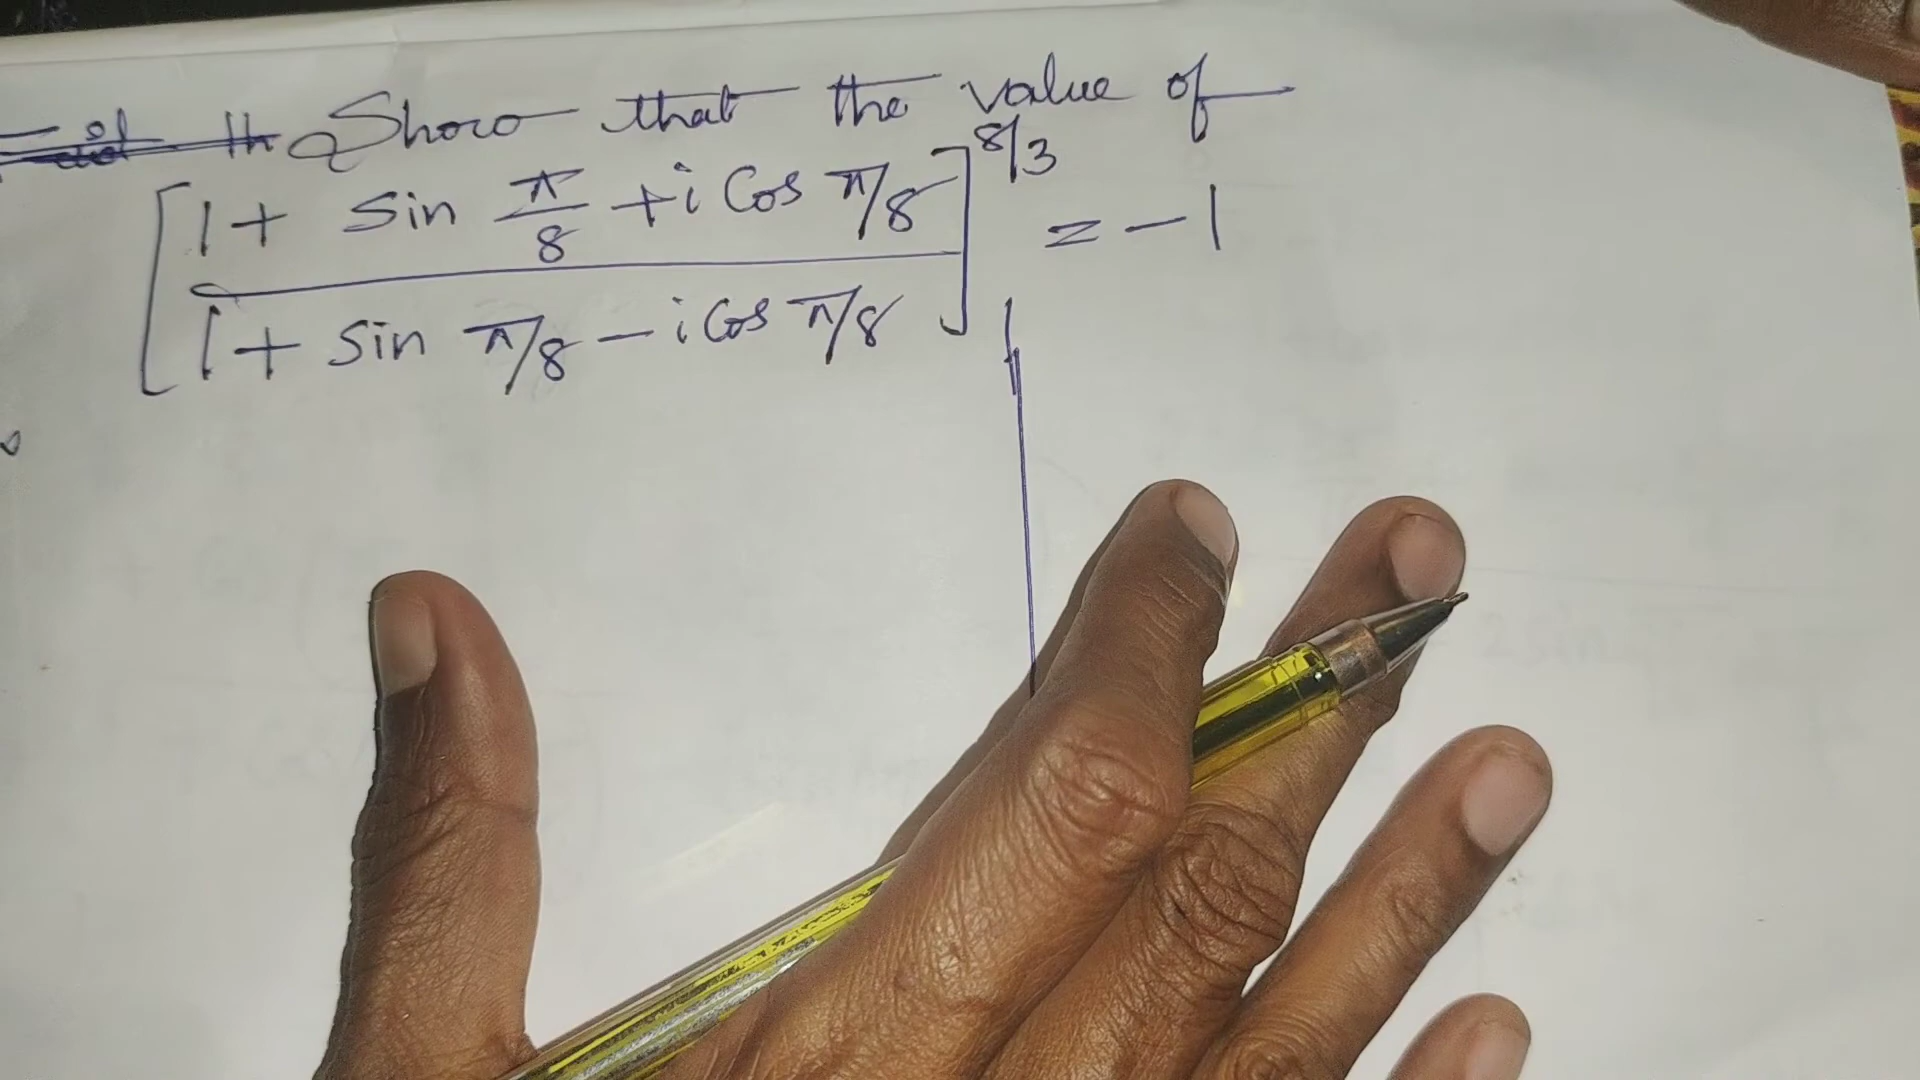 Show that the value of
[1 + sin π/8 + i Cos π/8 / 1 + sin π/8 - i Cos π/8]^8/3 = -1